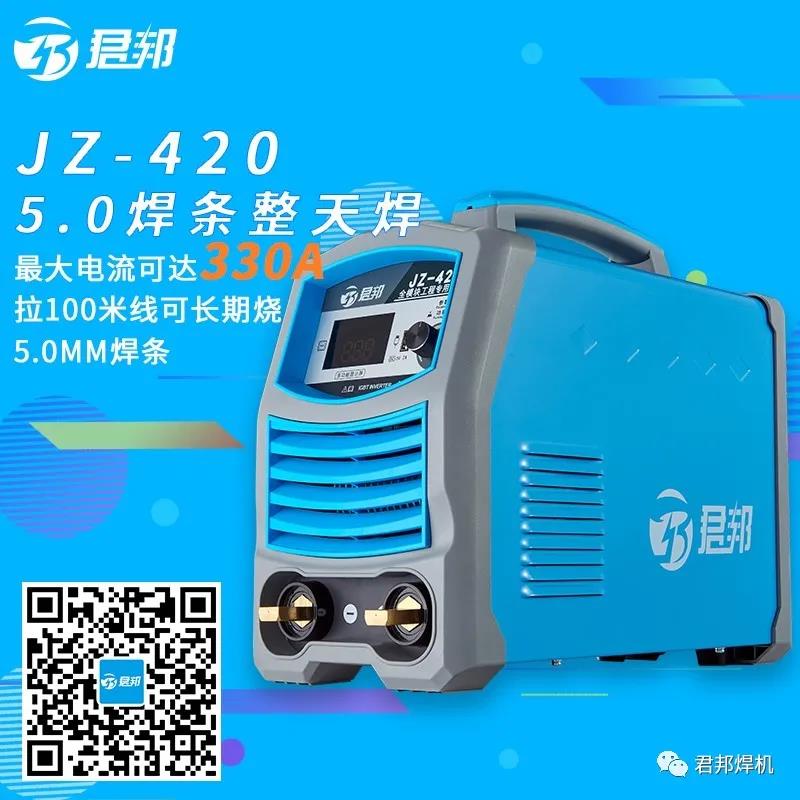 君邦
JZ-420
5.0焊条整天焊
最大电流可达330A
拉100米线可长期烧
5.0MM焊条
君邦
JZ-42
全模块工程专用
IGBT INVERTER
君邦
君邦
君邦焊机